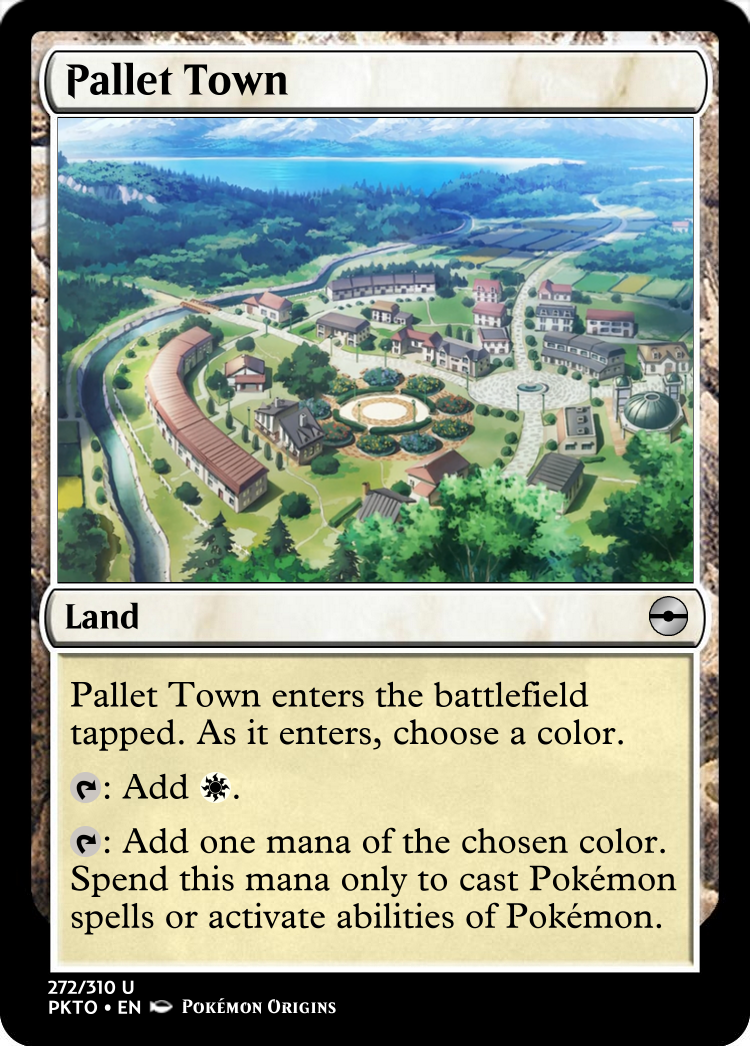 Pallet Town
Land
Pallet Town enters the battlefield
tapped. As it enters, choose a color.
: Add .
: Add one mana of the chosen color.
Spend this mana only to cast Pokémon
spells or activate abilities of Pokémon.
272/310 U
PKTO • EN Pokémon Origins